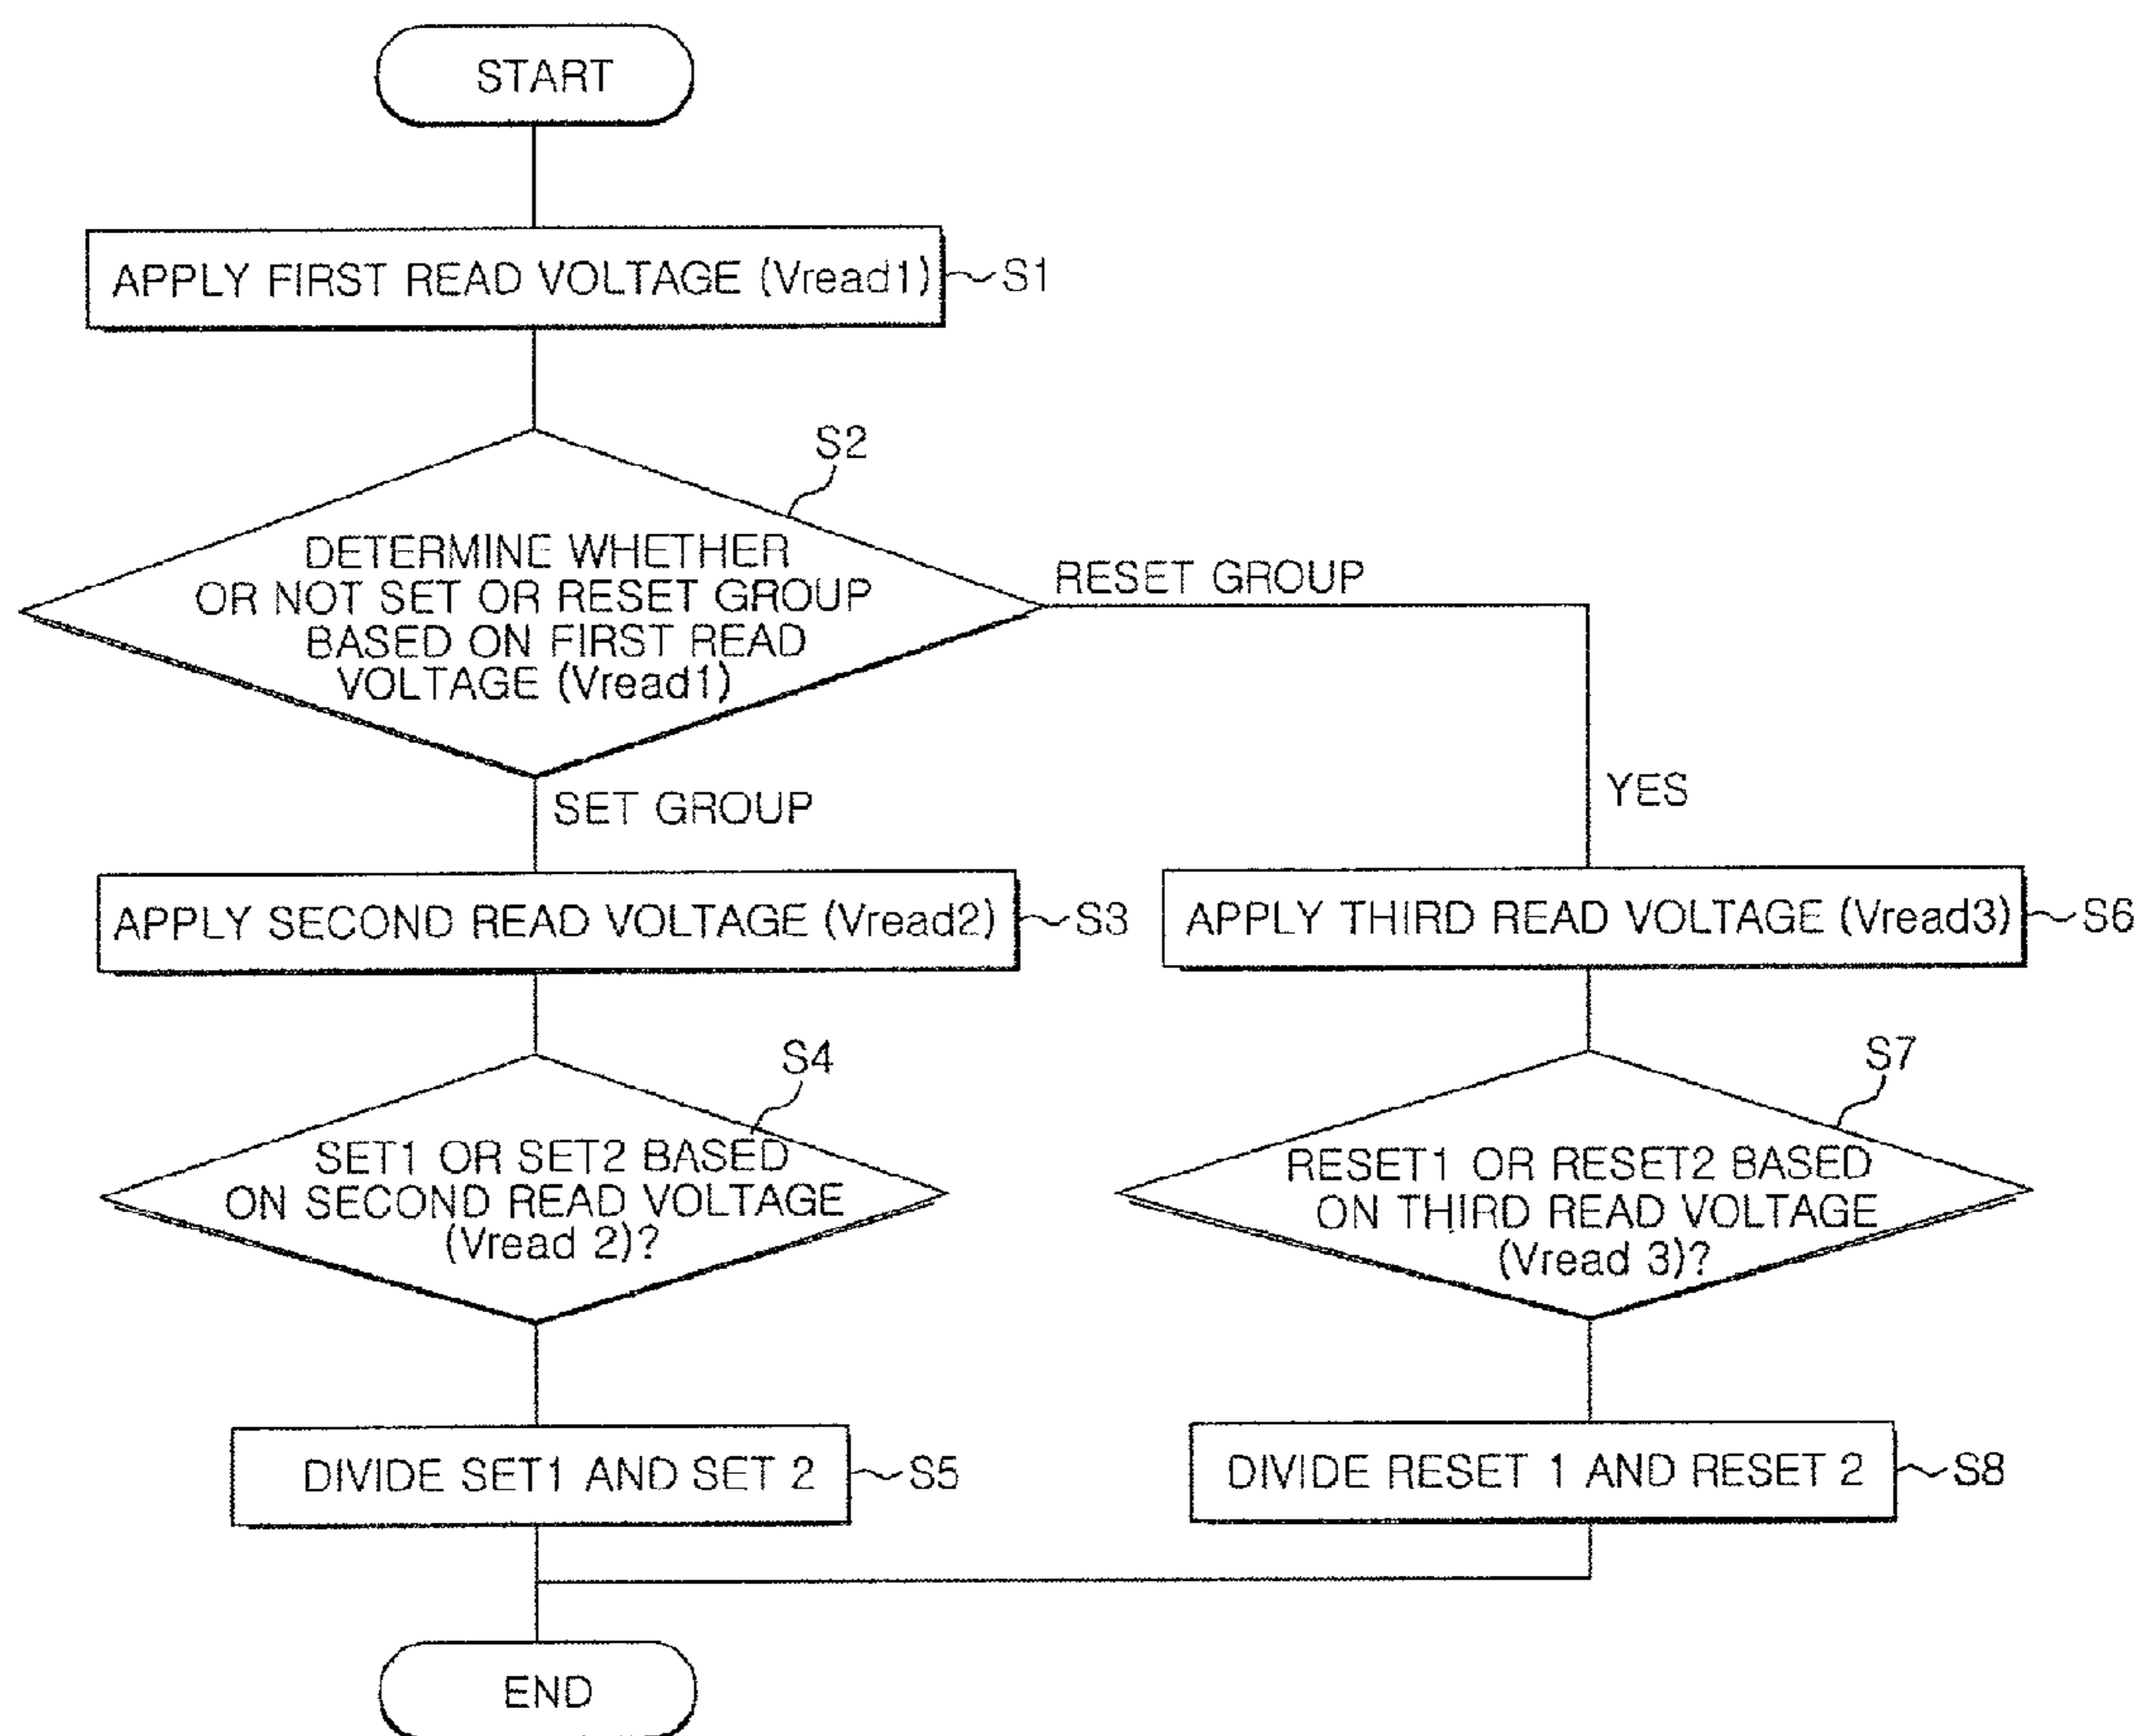 START
APPLY FIRST READ VOLTAGE (Vread1)
S1
S2
DETERMINE WHETHER
OR NOT SET OR RESET GROUP
BASED ON FIRST READ
VOLTAGE (Vread1)
RESET GROUP
SET GROUP
YES
APPLY SECOND READ VOLTAGE (Vread2)
S3
APPLY THIRD READ VOLTAGE (Vread3)
S6
S4
SET1 OR SET2 BASED
ON SECOND READ VOLTAGE
(Vread 2)?
S7
RESET1 OR RESET2 BASED
ON THIRD READ VOLTAGE
(Vread 3)?
DIVIDE SET1 AND SET 2
S5
DIVIDE RESET 1 AND RESET 2
S8
END